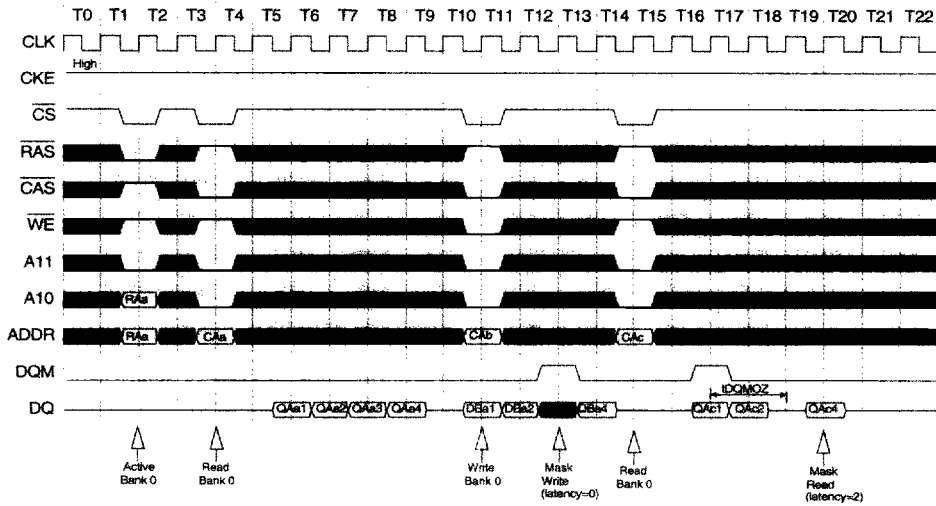 T0 T1 T2 T3 T4 T5 T6 T7 T8 T9 T10 T11 T12 T13 T14 T15 T16 T17 T18 T19 T20 T21 T22
CLK
High
CKE
CS
RAS
CAS
WE
A11
A10 RAa
ADDR RAa CAa CAb CAc
DQM
tDQMOZ
DQ QAa1 QAa2 QAa3 QAa4 DBa1 DBa2 DBa4 QAc1 QAc2 QAc4
Active Bank 0
Read Bank 0
Write Bank 0
Mask Write (latency=0)
Read Bank 0
Mask Read (latency=2)